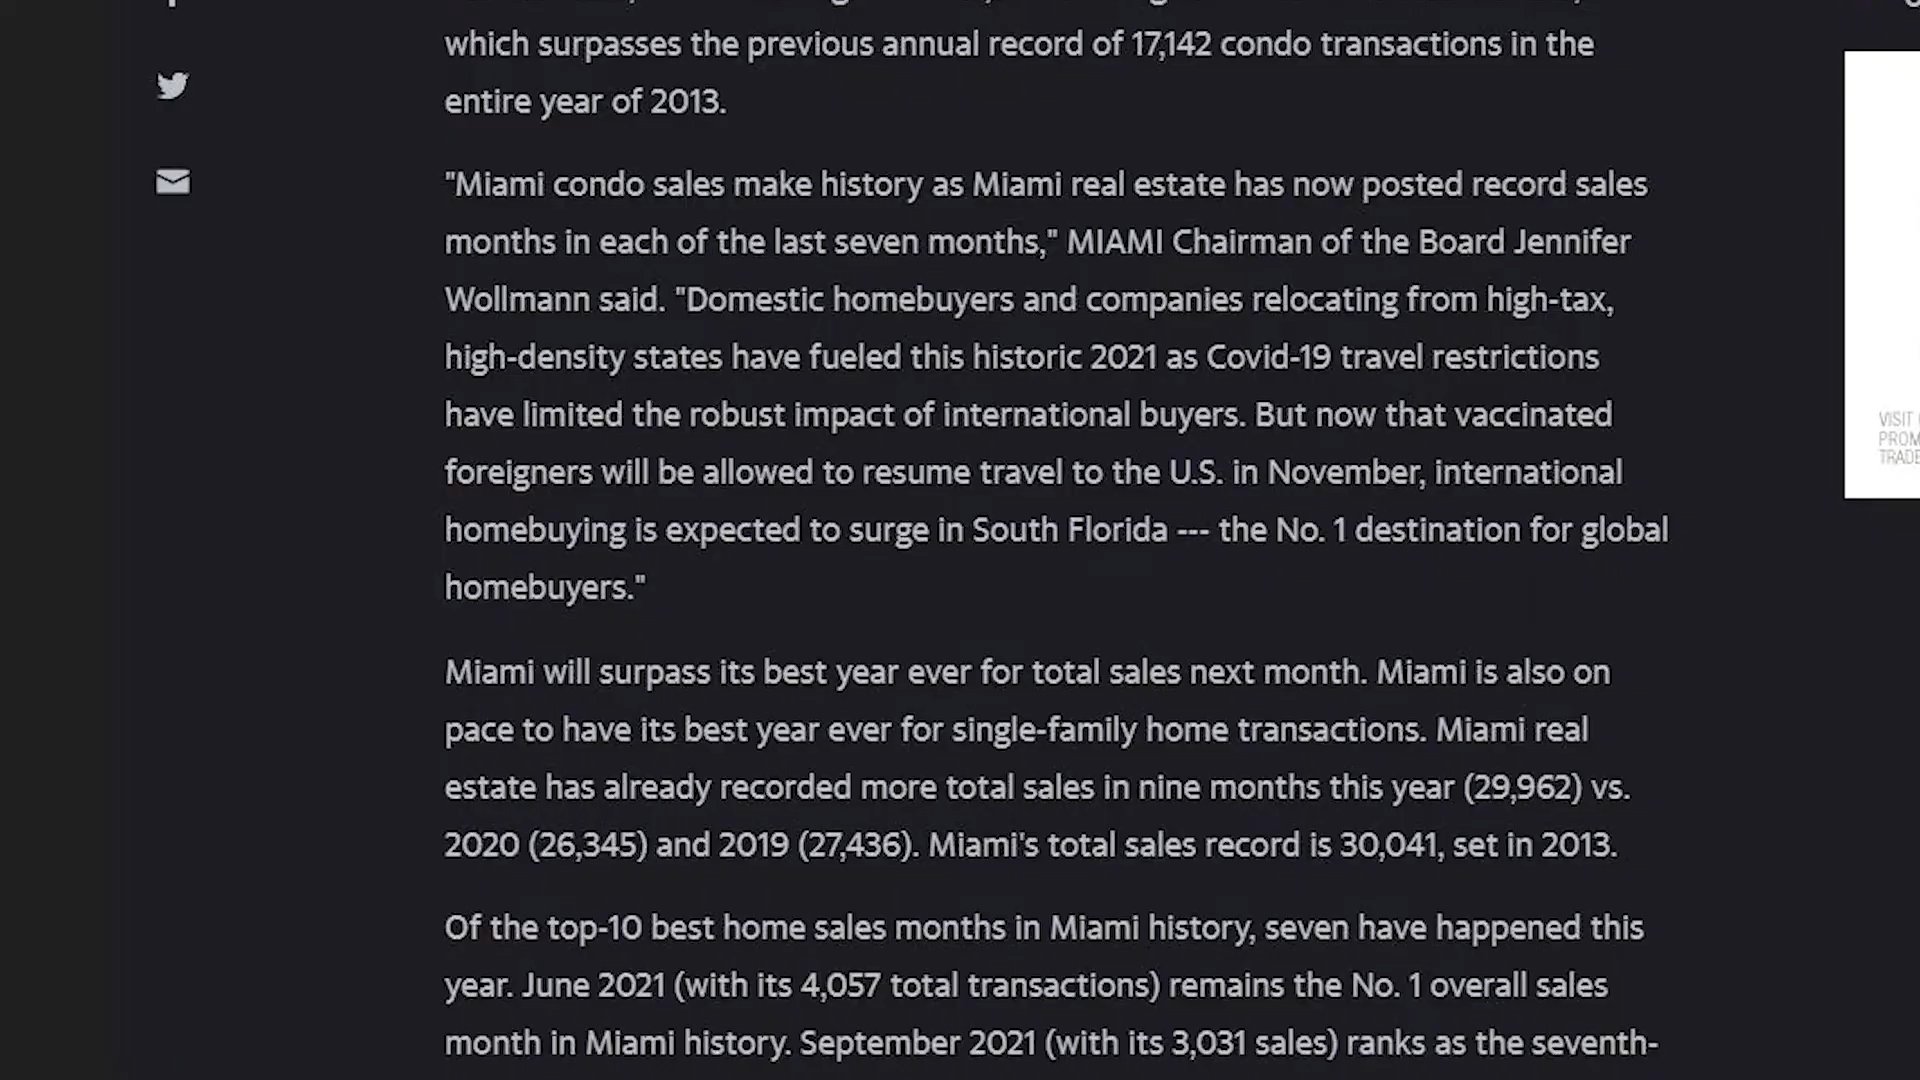 which surpasses the previous annual record of 17,142 condo transactions in the
entire year of 2013.
"Miami condo sales make history as Miami real estate has now posted record sales
months in each of the last seven months," MIAMI Chairman of the Board Jennifer
Wollmann said. "Domestic homebuyers and companies relocating from high-tax,
high-density states have fueled this historic 2021 as Covid-19 travel restrictions
have limited the robust impact of international buyers. But now that vaccinated
foreigners will be allowed to resume travel to the U.S. in November, international
homebuying is expected to surge in South Florida --- the No. 1 destination for global
homebuyers."
Miami will surpass its best year ever for total sales next month. Miami is also on
pace to have its best year ever for single-family home transactions. Miami real
estate has already recorded more total sales in nine months this year (29,962) vs.
2020 (26,345) and 2019 (27,436). Miami's total sales record is 30,041, set in 2013.
Of the top-10 best home sales months in Miami history, seven have happened this
year. June 2021 (with its 4,057 total transactions) remains the No. 1 overall sales
month in Miami history. September 2021 (with its 3,031 sales) ranks as the seventh-
VISIT
PROM
TRADE